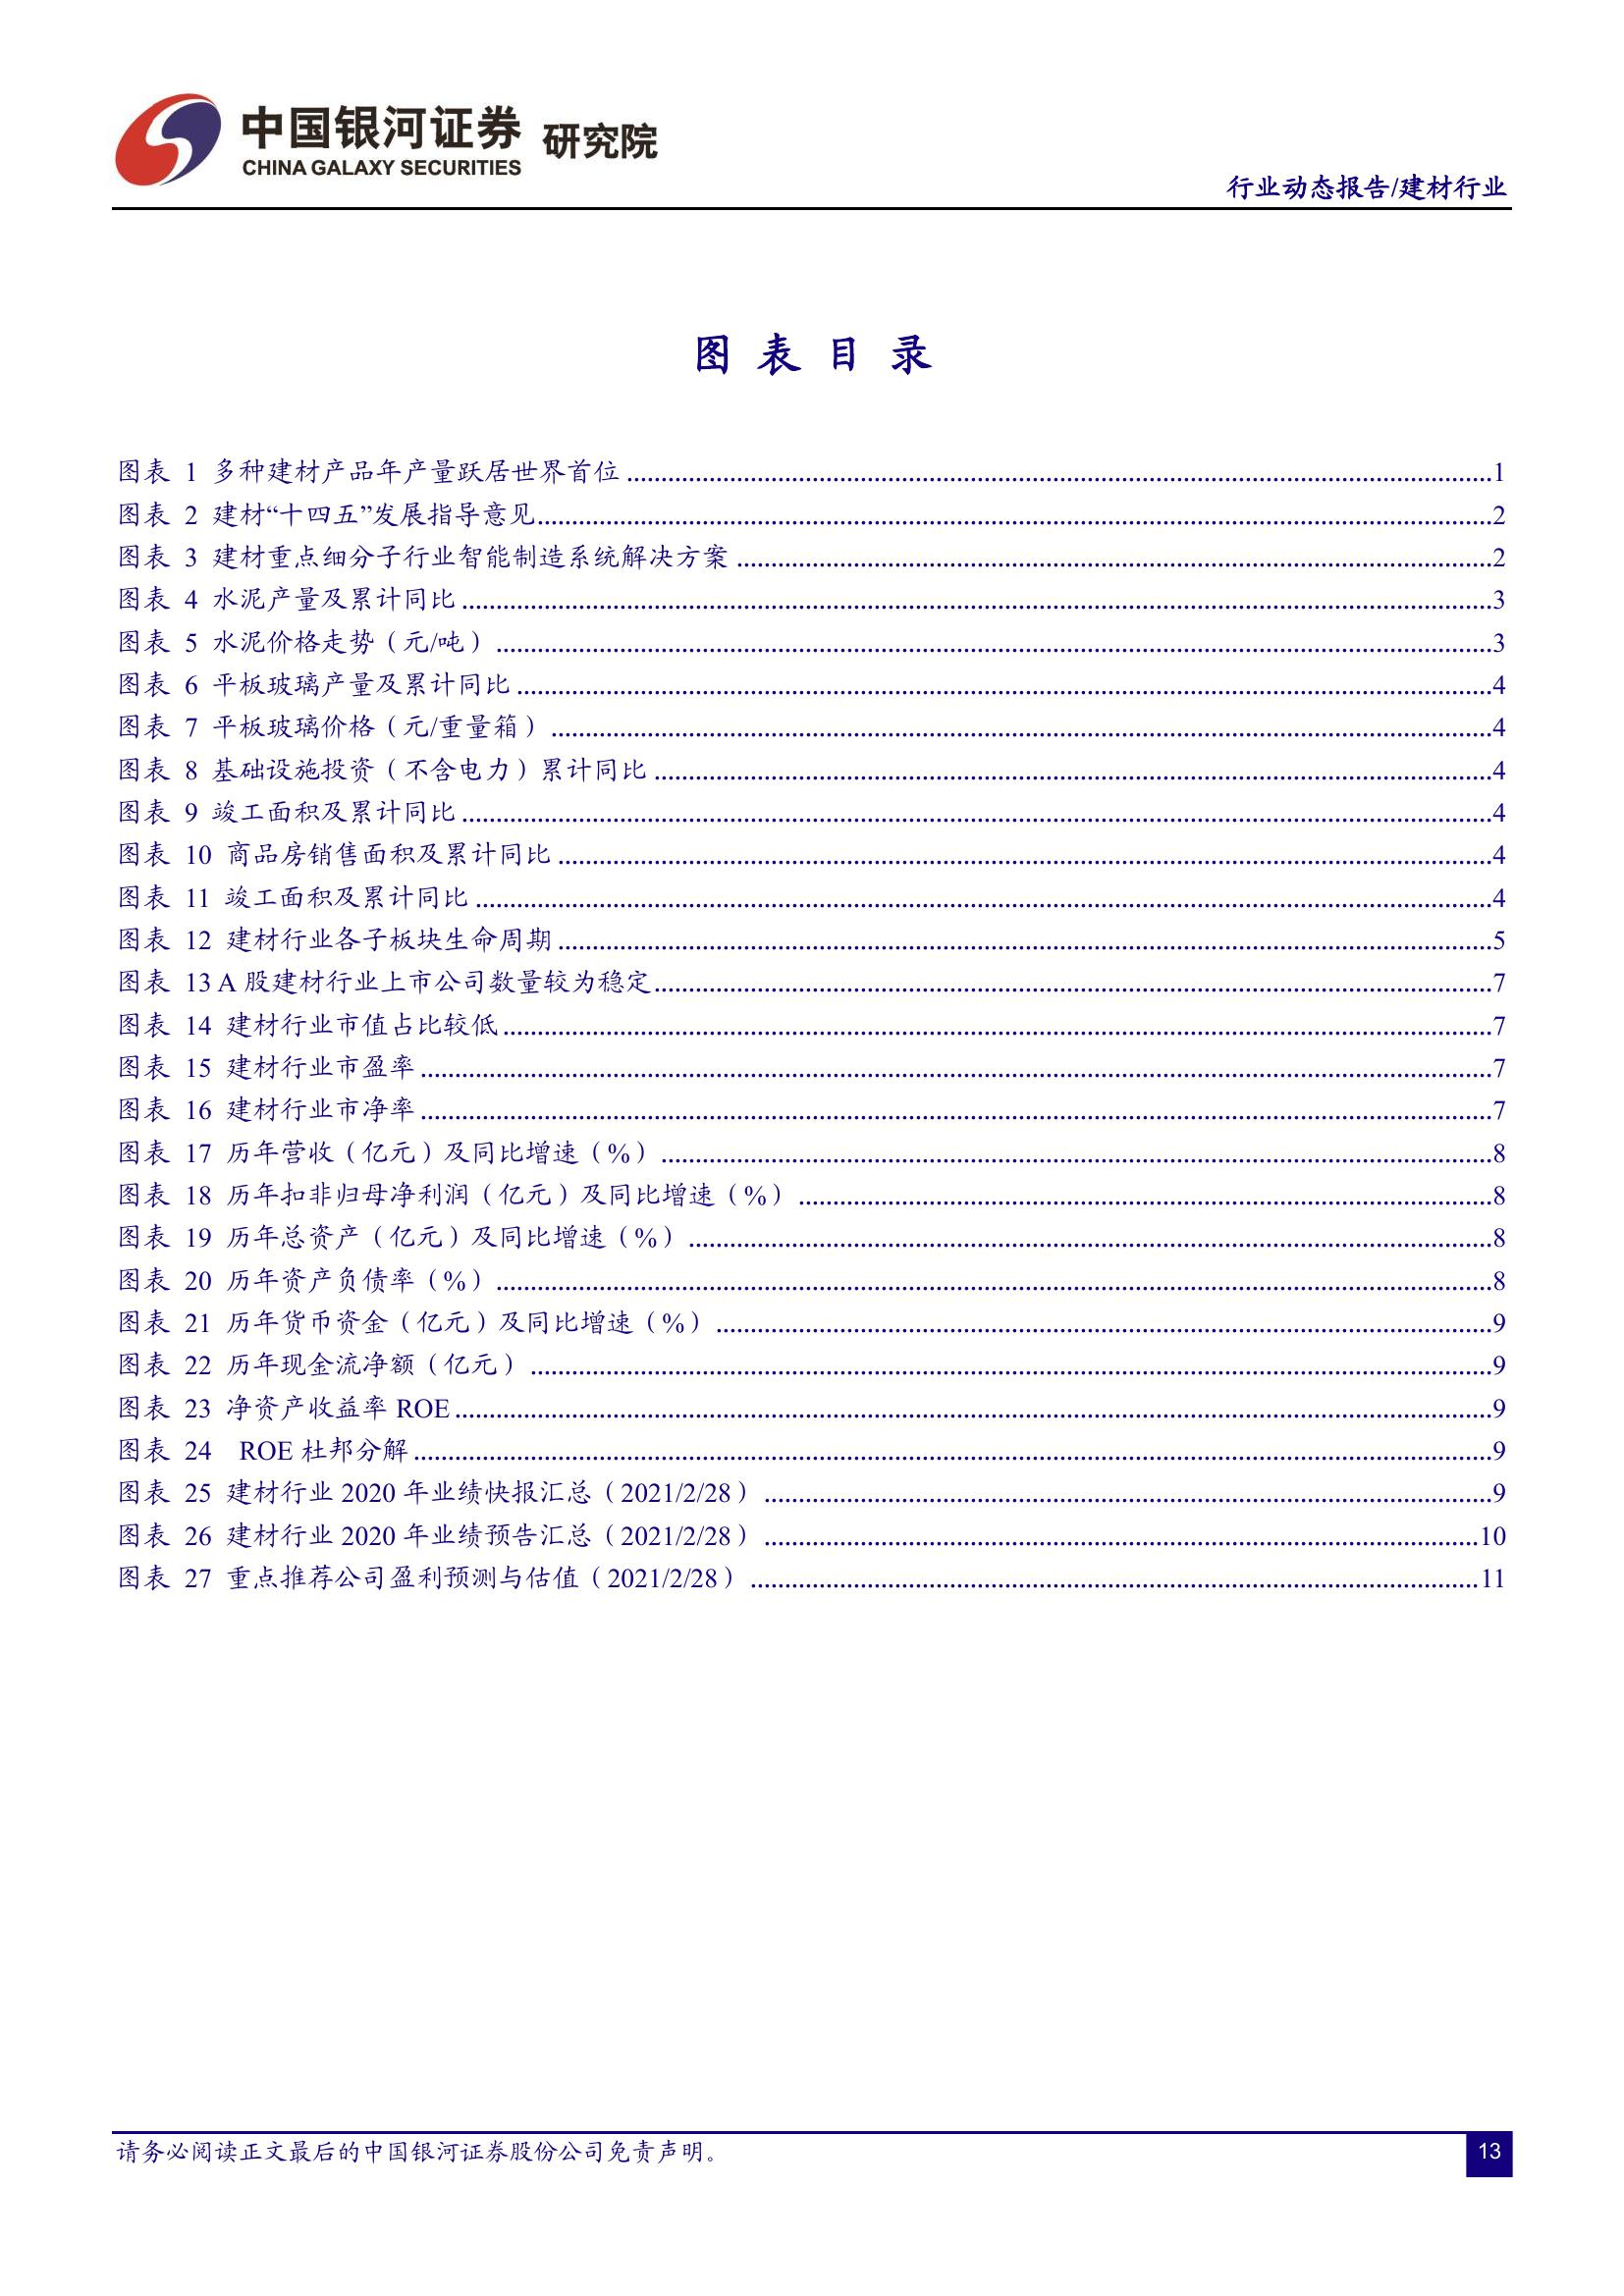 中国银河证券 研究院
CHINA GALAXY SECURITIES
行业动态报告/建材行业
图 表 目 录
图表 1 多种建材产品年产量跃居世界首位 ........ 1
图表 2 建材“十四五”发展指导意见 ........ 2
图表 3 建材重点细分子行业智能制造系统解决方案 ........ 2
图表 4 水泥产量及累计同比 ........ 3
图表 5 水泥价格走势（元/吨） ........ 3
图表 6 平板玻璃产量及累计同比 ........ 4
图表 7 平板玻璃价格（元/重量箱） ........ 4
图表 8 基础设施投资（不含电力）累计同比 ........ 4
图表 9 竣工面积及累计同比 ........ 4
图表 10 商品房销售面积及累计同比 ........ 4
图表 11 竣工面积及累计同比 ........ 4
图表 12 建材行业各子板块生命周期 ........ 5
图表 13 A 股建材行业上市公司数量较为稳定 ........ 7
图表 14 建材行业市值占比较低 ........ 7
图表 15 建材行业市盈率 ........ 7
图表 16 建材行业市净率 ........ 7
图表 17 历年营收（亿元）及同比增速（%） ........ 8
图表 18 历年扣非归母净利润（亿元）及同比增速（%） ........ 8
图表 19 历年总资产（亿元）及同比增速（%） ........ 8
图表 20 历年资产负债率（%） ........ 8
图表 21 历年货币资金（亿元）及同比增速（%） ........ 9
图表 22 历年现金流净额（亿元） ........ 9
图表 23 净资产收益率 ROE ........ 9
图表 24 ROE 杜邦分解 ........ 9
图表 25 建材行业 2020 年业绩快报汇总（2021/2/28） ........ 9
图表 26 建材行业 2020 年业绩预告汇总（2021/2/28） ........ 10
图表 27 重点推荐公司盈利预测与估值（2021/2/28） ........ 11
请务必阅读正文最后的中国银河证券股份公司免责声明。
13